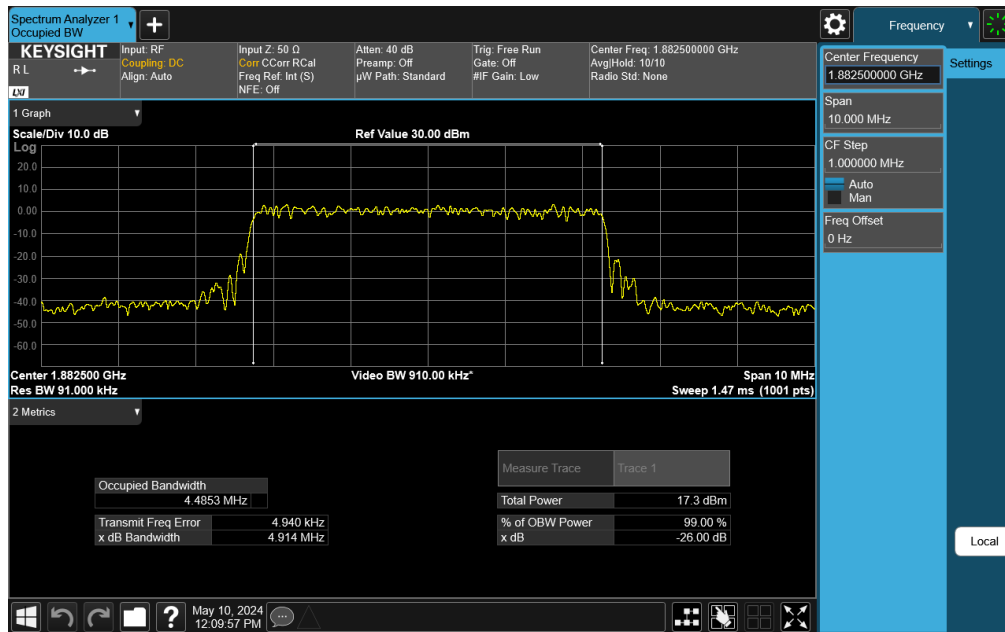 Spectrum Analyzer 1
Occupied BW
Frequency
KEYSIGHT
R L
LXI
Input: RF
Coupling: DC
Align: Auto
Input Z: 50 Ω
Corr CCorr RCal
Freq Ref: Int (S)
NFE: Off
Atten: 40 dB
Preamp: Off
µW Path: Standard
Trig: Free Run
Gate: Off
#IF Gain: Low
Center Freq: 1.882500000 GHz
Avg|Hold: 10/10
Radio Std: None
Center Frequency
1.882500000 GHz
Settings
Span
10.000 MHz
CF Step
1.000000 MHz
Auto
Man
Freq Offset
0 Hz
1 Graph
Scale/Div 10.0 dB
Ref Value 30.00 dBm
Log
20.0
10.0
0.00
-10.0
-20.0
-30.0
-40.0
-50.0
-60.0
Center 1.882500 GHz
Video BW 910.00 kHz*
Span 10 MHz
Res BW 91.000 kHz
Sweep 1.47 ms (1001 pts)
2 Metrics
Measure Trace
Trace 1
Occupied Bandwidth
4.4853 MHz
Total Power
17.3 dBm
Transmit Freq Error
4.940 kHz
% of OBW Power
99.00 %
x dB Bandwidth
4.914 MHz
x dB
-26.00 dB
Local
May 10, 2024
12:09:57 PM